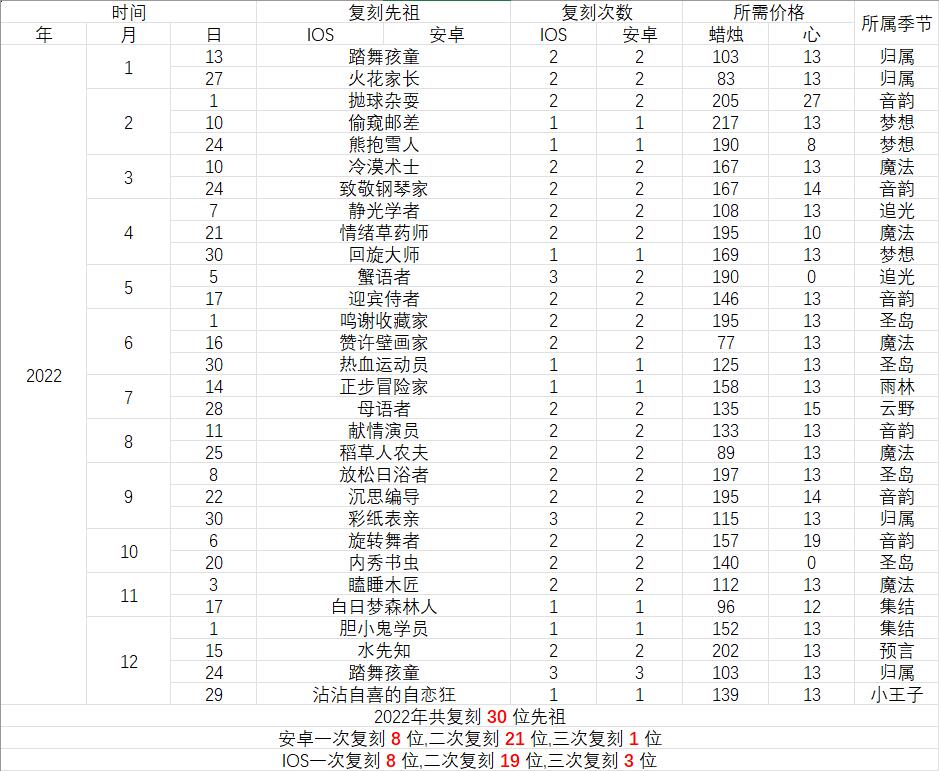 时间 复刻先祖 复刻次数 所需价格 所属季节
年 月 日 IOS 安卓 IOS 安卓 蜡烛 心
2022 1 13 踏舞孩童 2 2 103 13 归属
27 火花家长 2 2 83 13 归属
2 1 抛球杂耍 2 2 205 27 音韵
10 偷窥邮差 1 1 217 13 梦想
24 熊抱雪人 1 1 190 8 梦想
3 10 冷漠术士 2 2 167 13 魔法
24 致敬钢琴家 2 2 167 14 音韵
4 7 静光学者 2 2 108 13 追光
21 情绪草药师 2 2 195 10 魔法
30 回旋大师 1 1 169 13 梦想
5 5 蟹语者 3 2 190 0 追光
17 迎宾侍者 2 2 146 13 音韵
6 1 鸣谢收藏家 2 2 195 13 圣岛
16 赞许壁画家 2 2 77 13 魔法
30 热血运动员 1 1 125 13 圣岛
7 14 正步冒险家 1 1 158 13 雨林
28 母语者 2 2 135 15 云野
8 11 献情演员 2 2 133 13 音韵
25 稻草人农夫 2 2 89 13 魔法
9 8 放松日浴者 2 2 197 13 圣岛
22 沉思编导 2 2 195 14 音韵
30 彩纸表亲 3 2 115 13 归属
10 6 旋转舞者 2 2 157 19 音韵
20 内秀书虫 2 2 140 0 圣岛
11 3 瞌睡木匠 2 2 112 13 魔法
17 白日梦森林人 1 1 96 12 集结
12 1 胆小鬼学员 1 1 152 13 集结
15 水先知 2 2 202 13 预言
24 踏舞孩童 3 3 103 13 归属
29 沾沾自喜的自恋狂 1 1 139 13 小王子
2022年共复刻 30 位先祖
安卓一次复刻 8 位,二次复刻 21 位,三次复刻 1 位
IOS一次复刻 8 位,二次复刻 19 位,三次复刻 3 位